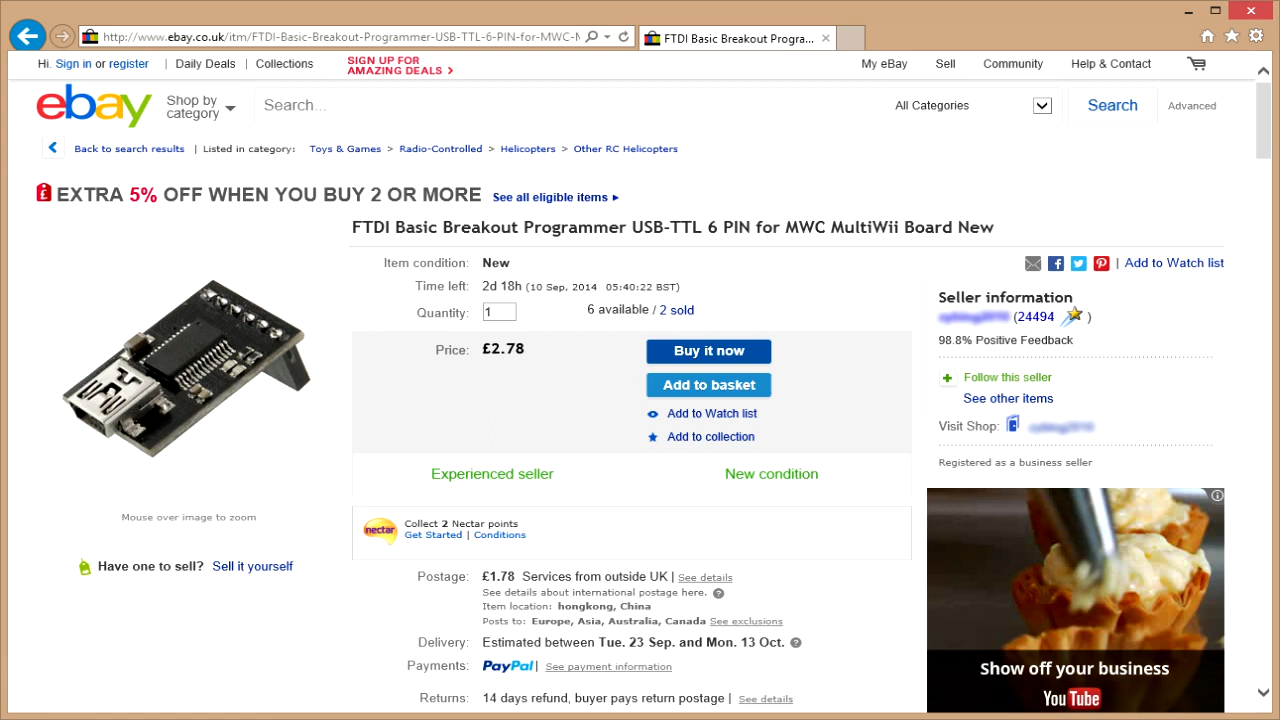 http://www.ebay.co.uk/itm/FTDI-Basic-Breakout-Programmer-USB-TTL-6-PIN-for-MWC-
FTDI Basic Breakout Progra...
Hi. Sign in or register | Daily Deals | Collections
SIGN UP FOR
AMAZING DEALS
My eBay Sell Community Help & Contact
ebay
Shop by
category
Search...
All Categories
Search
Advanced
Back to search results | Listed in category: Toys & Games > Radio-Controlled > Helicopters > Other RC Helicopters
£ EXTRA 5% OFF WHEN YOU BUY 2 OR MORE See all eligible items
FTDI Basic Breakout Programmer USB-TTL 6 PIN for MWC MultiWii Board New
Item condition: New
Time left: 2d 18h (10 Sep, 2014 05:40:22 BST)
Quantity: 1 6 available / 2 sold
Price: £2.78
Buy it now
Add to basket
Add to Watch list
Add to collection
Experienced seller New condition
nectar
Collect 2 Nectar points
Get Started | Conditions
Postage: £1.78 Services from outside UK | See details
See details about international postage here. ?
Item location: hongkong, China
Posts to: Europe, Asia, Australia, Canada See exclusions
Delivery: Estimated between Tue. 23 Sep. and Mon. 13 Oct. ?
Payments: PayPal | See payment information
Returns: 14 days refund, buyer pays return postage | See details
Mouse over image to zoom
Have one to sell? Sell it yourself
| Add to Watch list
Seller information
(24494 )
98.8% Positive Feedback
Follow this seller
See other items
Visit Shop:
Registered as a business seller
Show off your business
YouTube